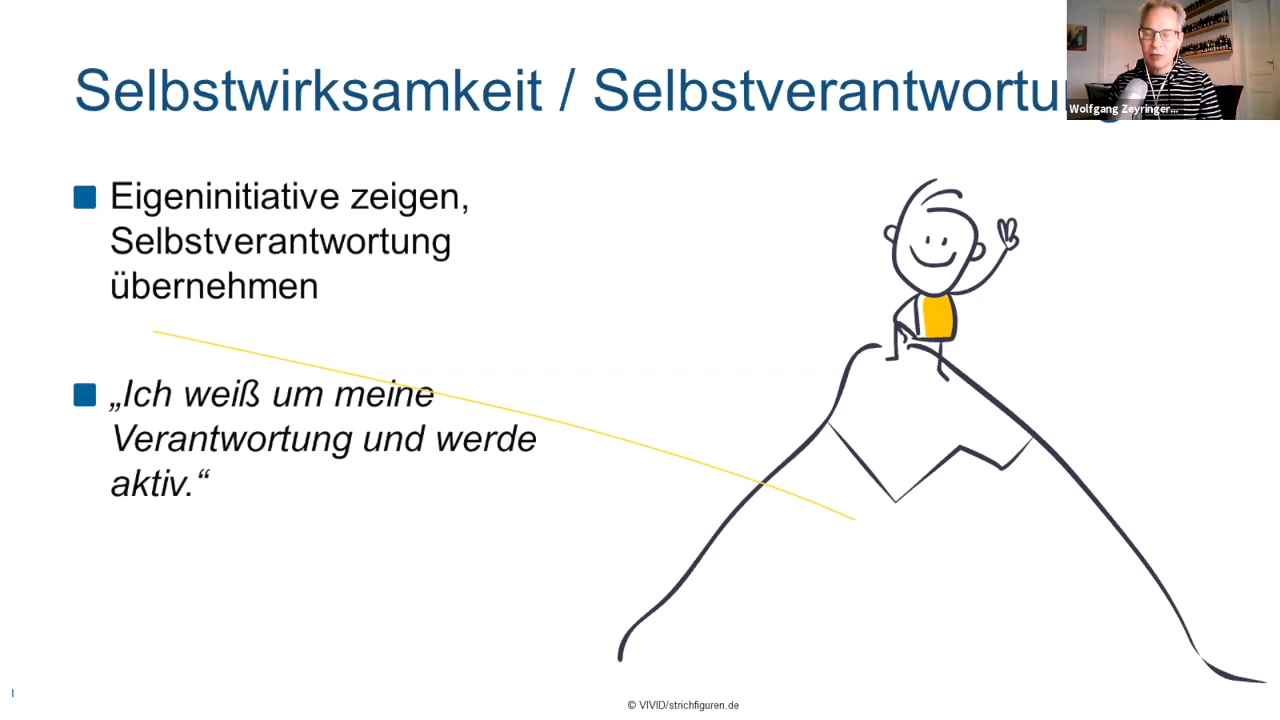 Selbstwirksamkeit / Selbstverantwortu
Wolfgang Zeyringer...
Eigeninitiative zeigen,
Selbstverantwortung
übernehmen
„Ich weiß um meine
Verantwortung und werde
aktiv.“
© VIVID/strichfiguren.de